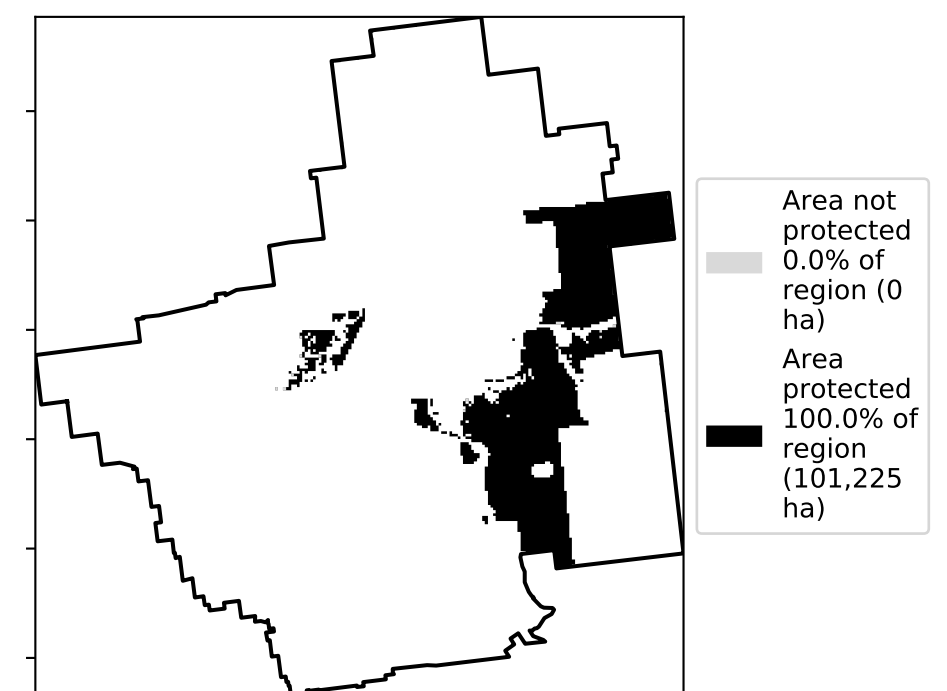 Area not
protected
0.0% of
region (0
ha)
Area
protected
100.0% of
region
(101,225
ha)